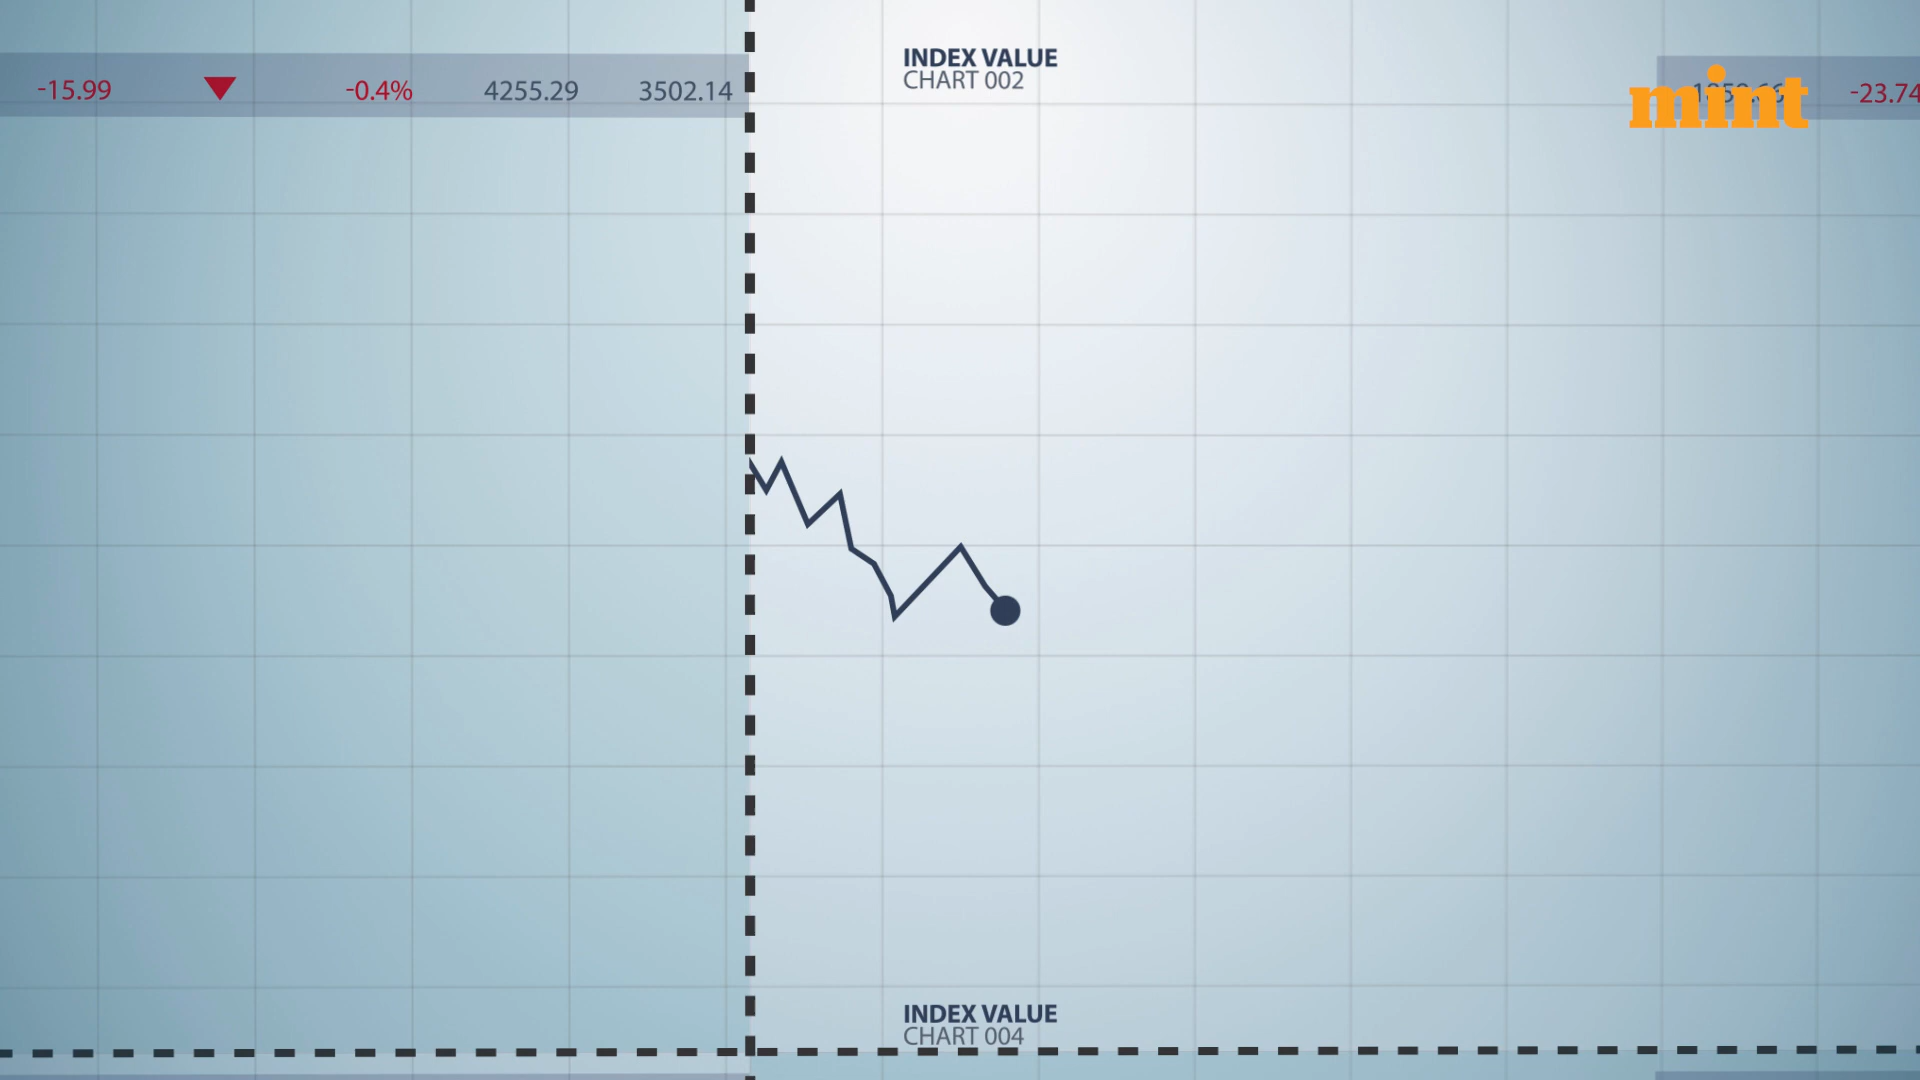 -15.99 -0.4% 4255.29 3502.14
INDEX VALUE
CHART 002
mint
-23.74
INDEX VALUE
CHART 004